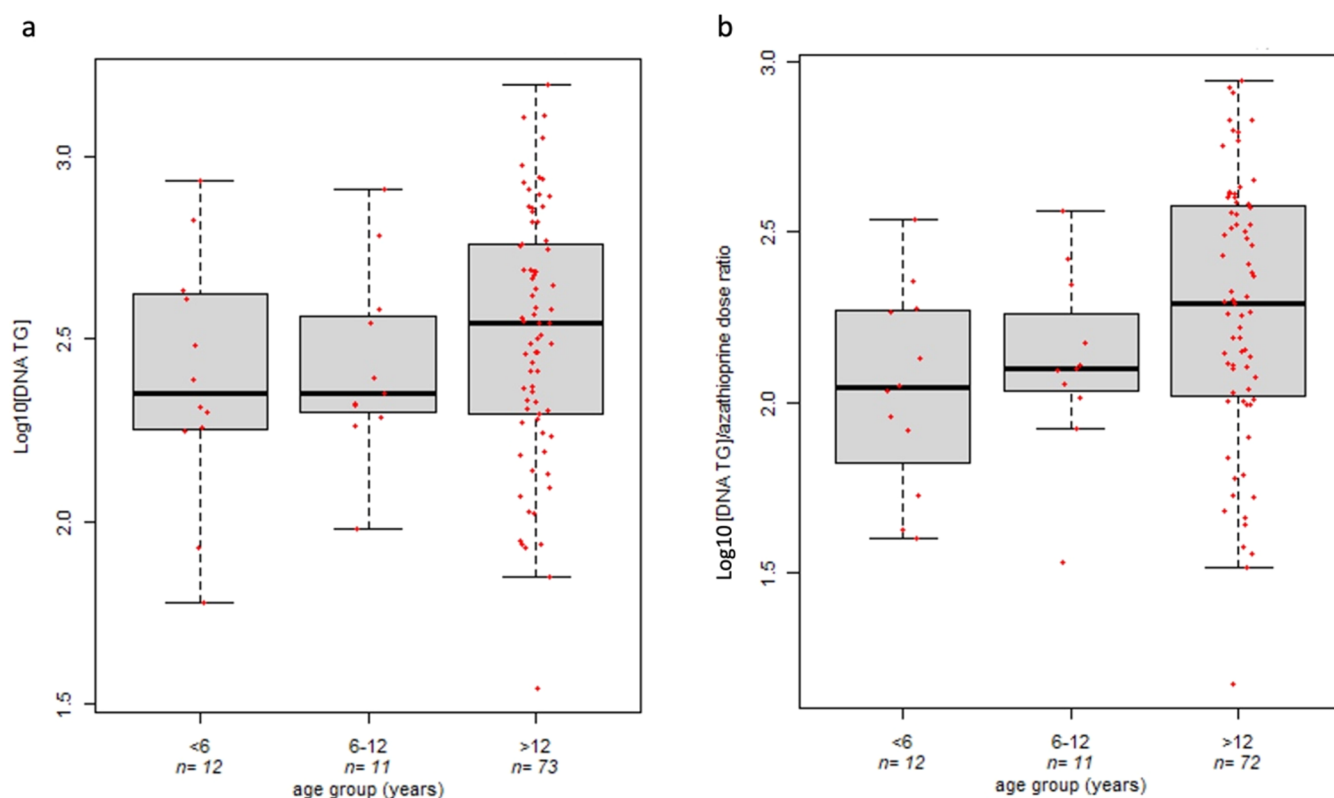 a
Log10[DNA TG]
3.0
2.5
2.0
1.5
<6 6-12 >12
n= 12 n= 11 n= 73
age group (years)
b
Log10 [DNA TG]/azathioprine dose ratio
3.0
2.5
2.0
1.5
<6 6-12 >12
n= 12 n= 11 n= 72
age group (years)